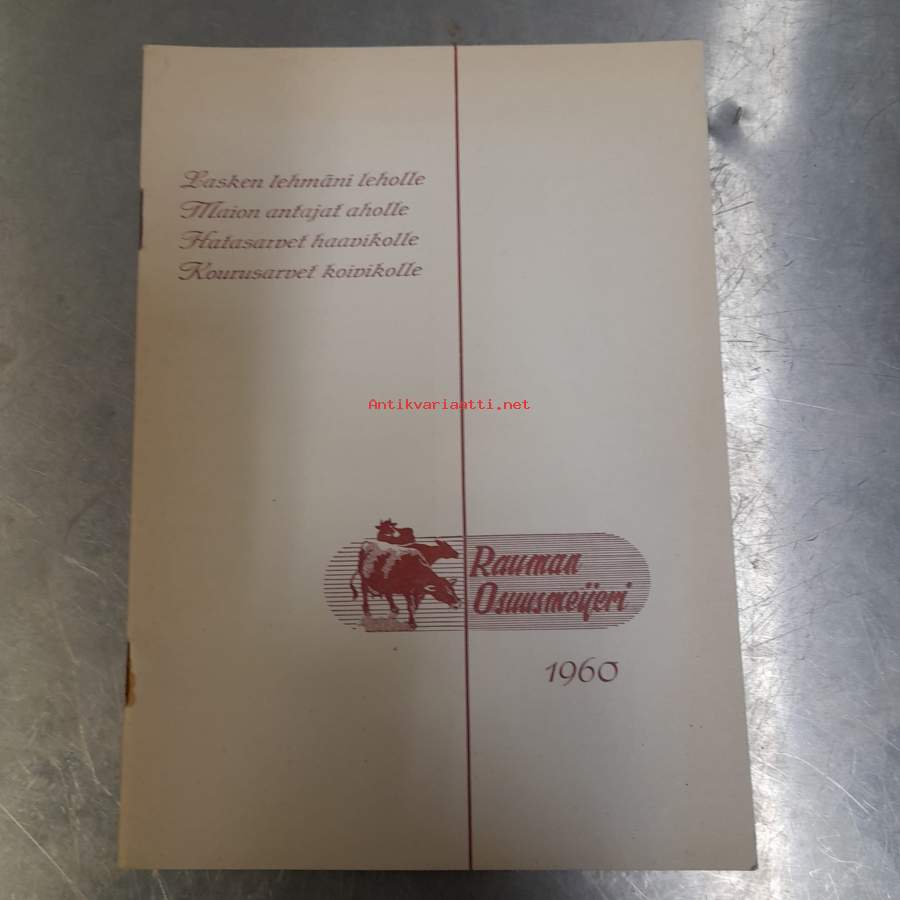 Lasken lehmäni leholle
Maion antajat aholle
Hatasarvet haavikolle
Kourusarvet koivikolle
Antikvariaatti.net
Rauman
Osuusmeijeri
1960